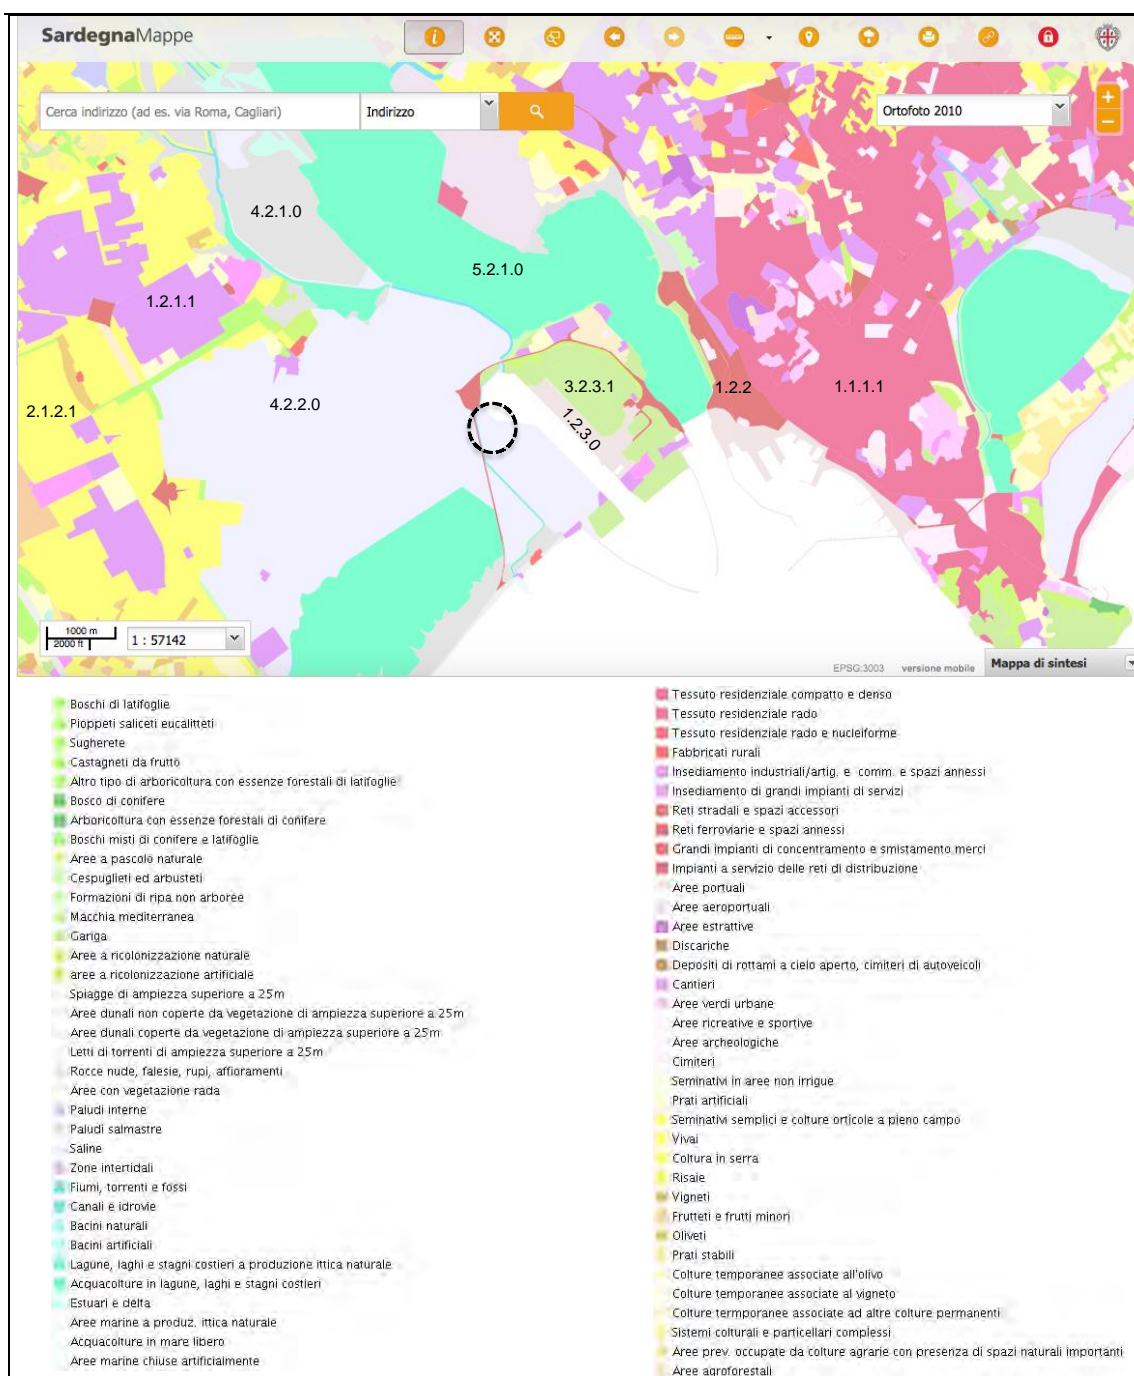 SardegnaMappe
Cerca indirizzo (ad es. via Roma, Cagliari)
Indirizzo
Ortofoto 2010
+
−
4.2.1.0
5.2.1.0
1.2.1.1
3.2.3.1
1.2.2
1.1.1.1
2.1.2.1
4.2.2.0
1.2.3.0
1000 m
2000 ft
1 : 57142
EPSG:3003
versione mobile
Mappa di sintesi
Boschi di latifoglie
Pioppeti saliceti eucalitteti
Sugherete
Castagneti da frutto
Altro tipo di arboricoltura con essenze forestali di latifoglie
Bosco di conifere
Arboricoltura con essenze forestali di conifere
Boschi misti di conifere e latifoglie
Aree a pascolo naturale
Cespuglieti ed arbusteti
Formazioni di ripa non arboree
Macchia mediterranea
Gariga
Aree a ricolonizzazione naturale
aree a ricolonizzazione artificiale
Spiagge di ampiezza superiore a 25m
Aree dunali non coperte da vegetazione di ampiezza superiore a 25m
Aree dunali coperte da vegetazione di ampiezza superiore a 25m
Letti di torrenti di ampiezza superiore a 25m
Rocce nude, falesie, rupi, affioramenti
Aree con vegetazione rada
Paludi interne
Paludi salmastre
Saline
Zone intertidali
Fiumi, torrenti e fossi
Canali e idrovie
Bacini naturali
Bacini artificiali
Lagune, laghi e stagni costieri a produzione ittica naturale
Acquacolture in lagune, laghi e stagni costieri
Estuari e delta
Aree marine a produz. ittica naturale
Acquacolture in mare libero
Aree marine chiuse artificialmente
Tessuto residenziale compatto e denso
Tessuto residenziale rado
Tessuto residenziale rado e nucleiforme
Fabbricati rurali
Insediamento industriali/artig. e comm. e spazi annessi
Insediamento di grandi impianti di servizi
Reti stradali e spazi accessori
Reti ferroviarie e spazi annessi
Grandi impianti di concentramento e smistamento merci
Impianti a servizio delle reti di distribuzione
Aree portuali
Aree aeroportuali
Aree estrattive
Discariche
Depositi di rottami a cielo aperto, cimiteri di autoveicoli
Cantieri
Aree verdi urbane
Aree ricreative e sportive
Aree archeologiche
Cimiteri
Seminativi in aree non irrigue
Prati artificiali
Seminativi semplici e colture orticole a pieno campo
Vivai
Coltura in serra
Risaie
Vigneti
Frutteti e frutti minori
Oliveti
Prati stabili
Colture temporanee associate all'olivo
Colture temporanee associate al vigneto
Colture termporanee associate ad altre colture permanenti
Sistemi colturali e particellari complessi
Aree prev. occupate da colture agrarie con presenza di spazi naturali importanti
Aree agroforestali